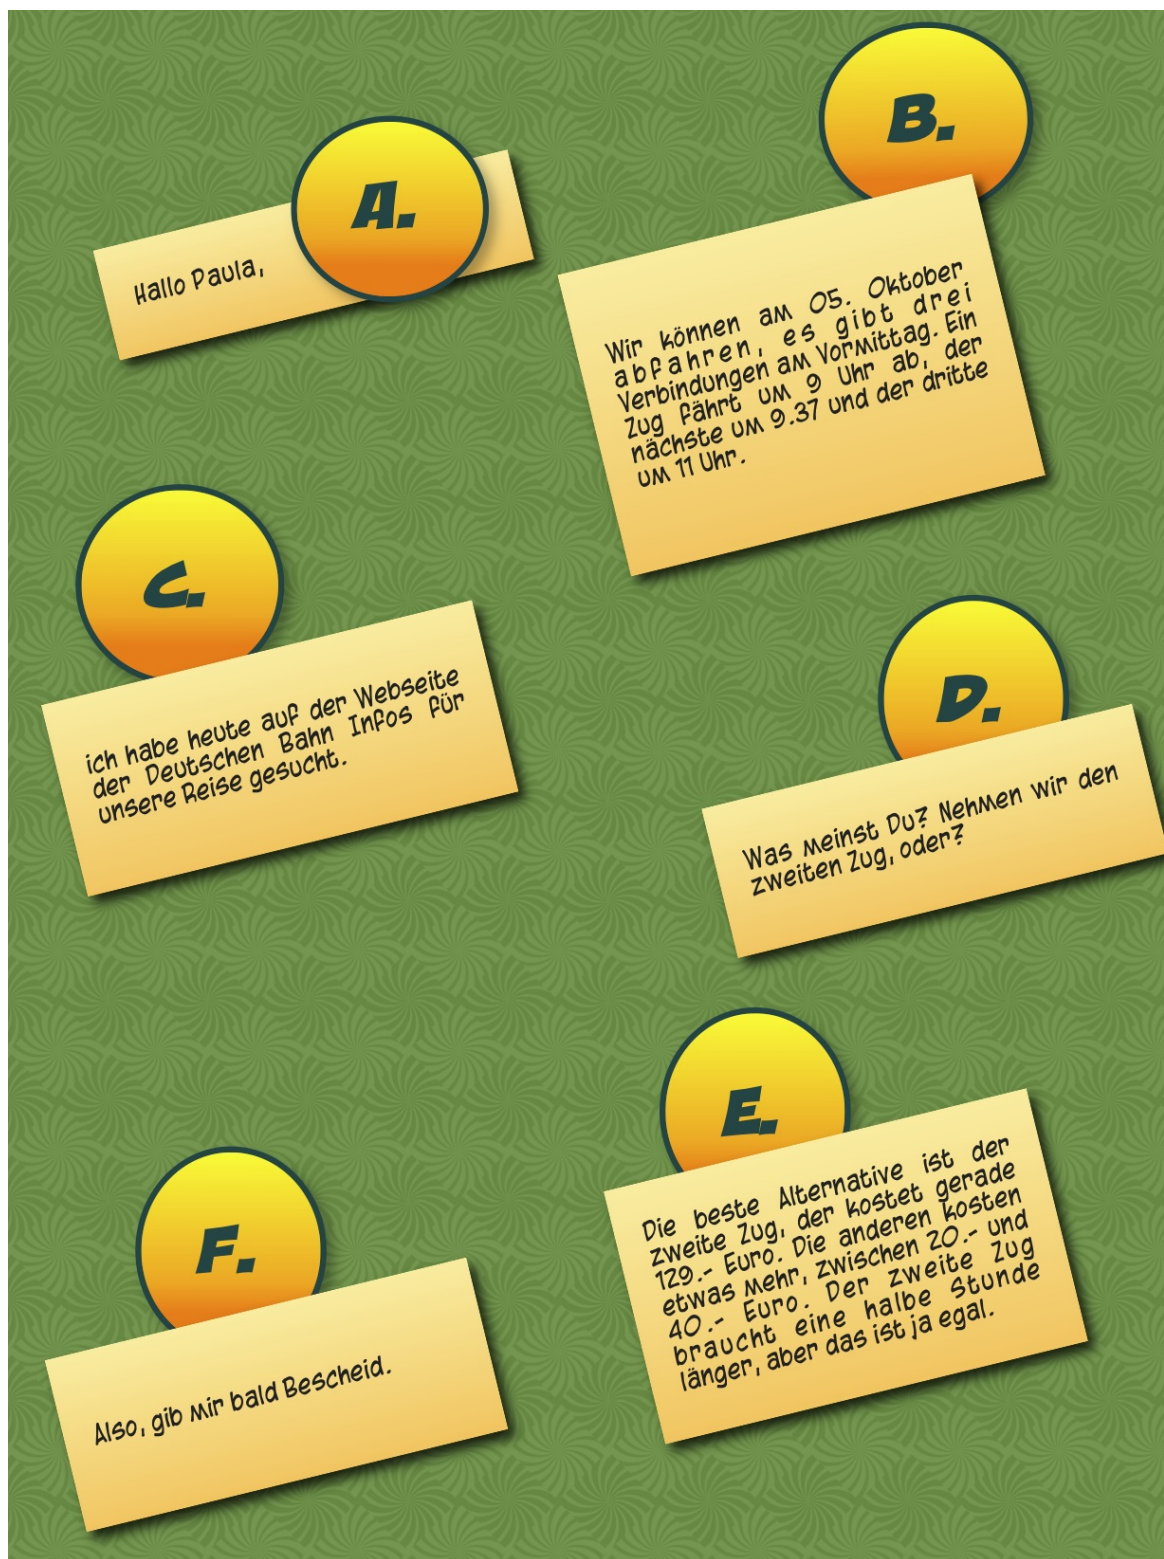 A.
Hallo Paula,
B.
Wir können am 05. Oktober
abfahren, es gibt drei
Verbindungen am Vormittag. Ein
Zug fährt um 9 Uhr ab, der
nächste um 9.37 und der dritte
um 11 Uhr.
C.
ich habe heute auf der Webseite
der Deutschen Bahn Infos für
unsere Reise gesucht.
D.
Was meinst Du? Nehmen wir den
zweiten Zug, oder?
E.
Die beste Alternative ist der
zweite Zug, der kostet gerade
129.- Euro. Die anderen kosten
etwas mehr, zwischen 20.- und
40.- Euro. Der zweite Zug
braucht eine halbe Stunde
länger, aber das ist ja egal.
F.
Also, gib mir bald Bescheid.